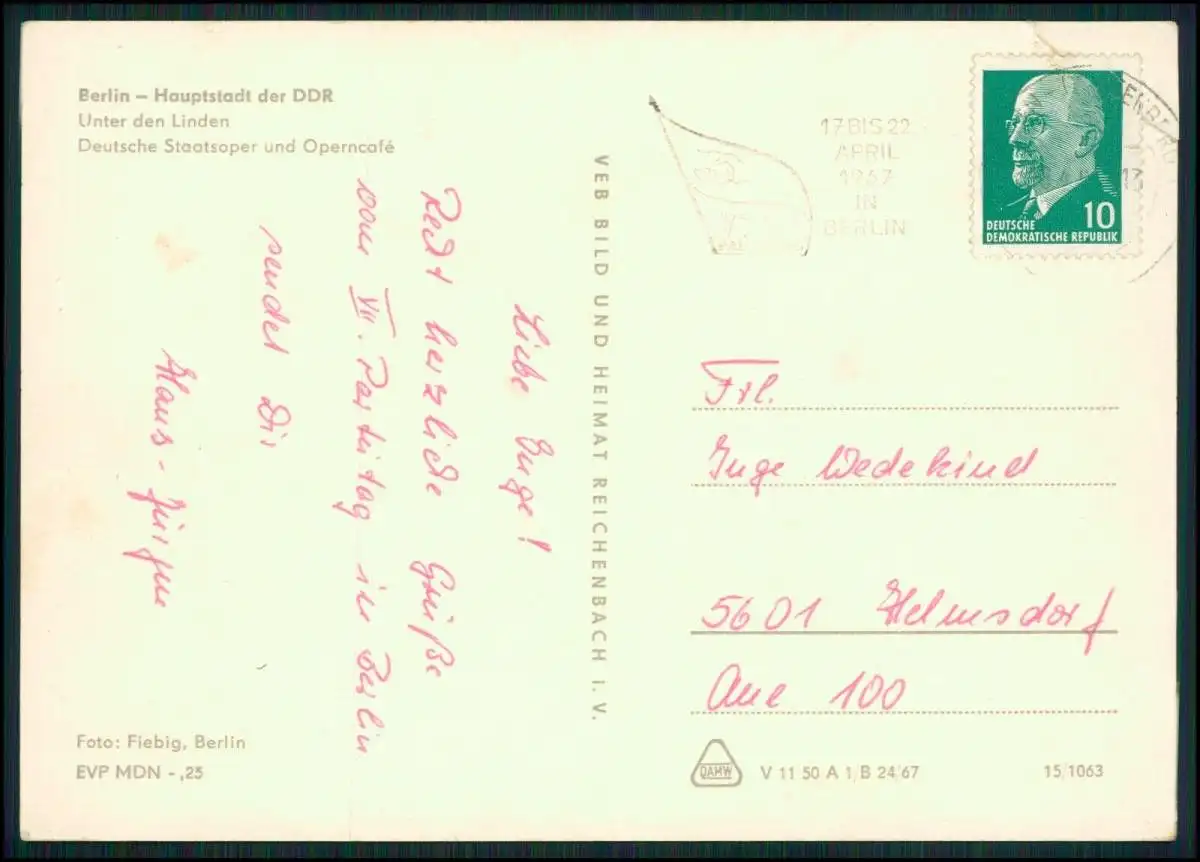 Berlin – Hauptstadt der DDR
Unter den Linden
Deutsche Staatsoper und Operncafé
Liebe Inge!
Recht herzliche Grüße
vom VII. Parteitag in Berlin
sendet Dir
Klaus-Jürgen
Foto: Fiebig, Berlin
EVP MDN -,25
VEB BILD UND HEIMAT REICHENBACH I. V.
17 BIS 22
APRIL
1967
IN
BERLIN
10
DEUTSCHE
DEMOKRATISCHE REPUBLIK
Frl.
Inge Wedekind
5601 Helmsdorf
Aue 100
DAMW
V 11 50 A 1/B 24/67
15/1063